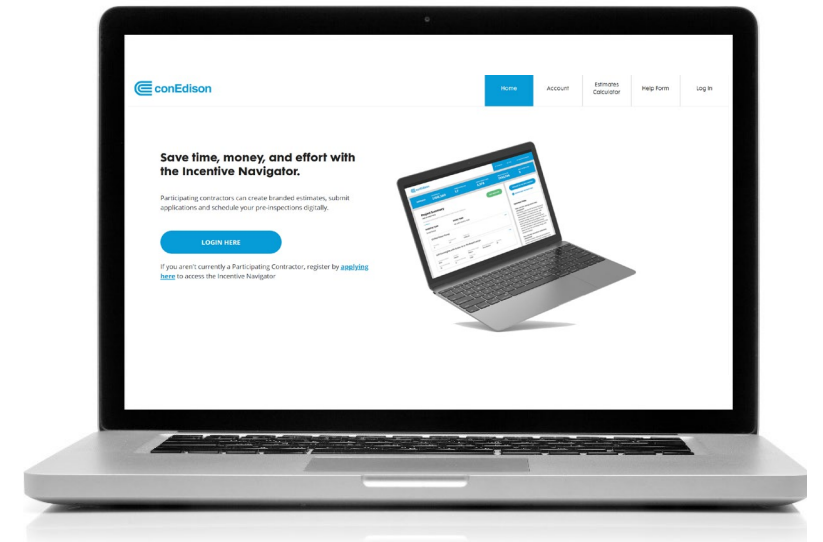 conEdison
Home
Account
Estimates
Calculator
Help Form
Log In
Save time, money, and effort with
the Incentive Navigator.
Participating contractors can create branded estimates, submit
applications and schedule your pre-inspections digitally.
LOGIN HERE
If you aren't currently a Participating Contractor, register by applying
here to access the Incentive Navigator
Project Summary